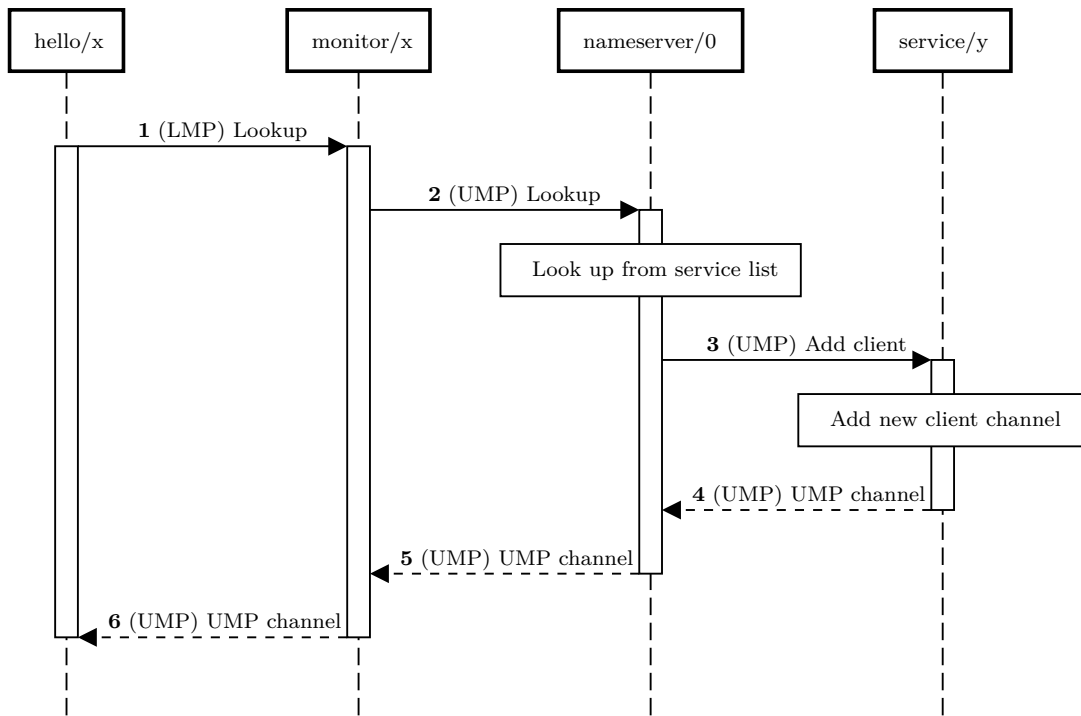 hello/x
monitor/x
nameserver/0
service/y
1 (LMP) Lookup
2 (UMP) Lookup
Look up from service list
3 (UMP) Add client
Add new client channel
4 (UMP) UMP channel
5 (UMP) UMP channel
6 (UMP) UMP channel